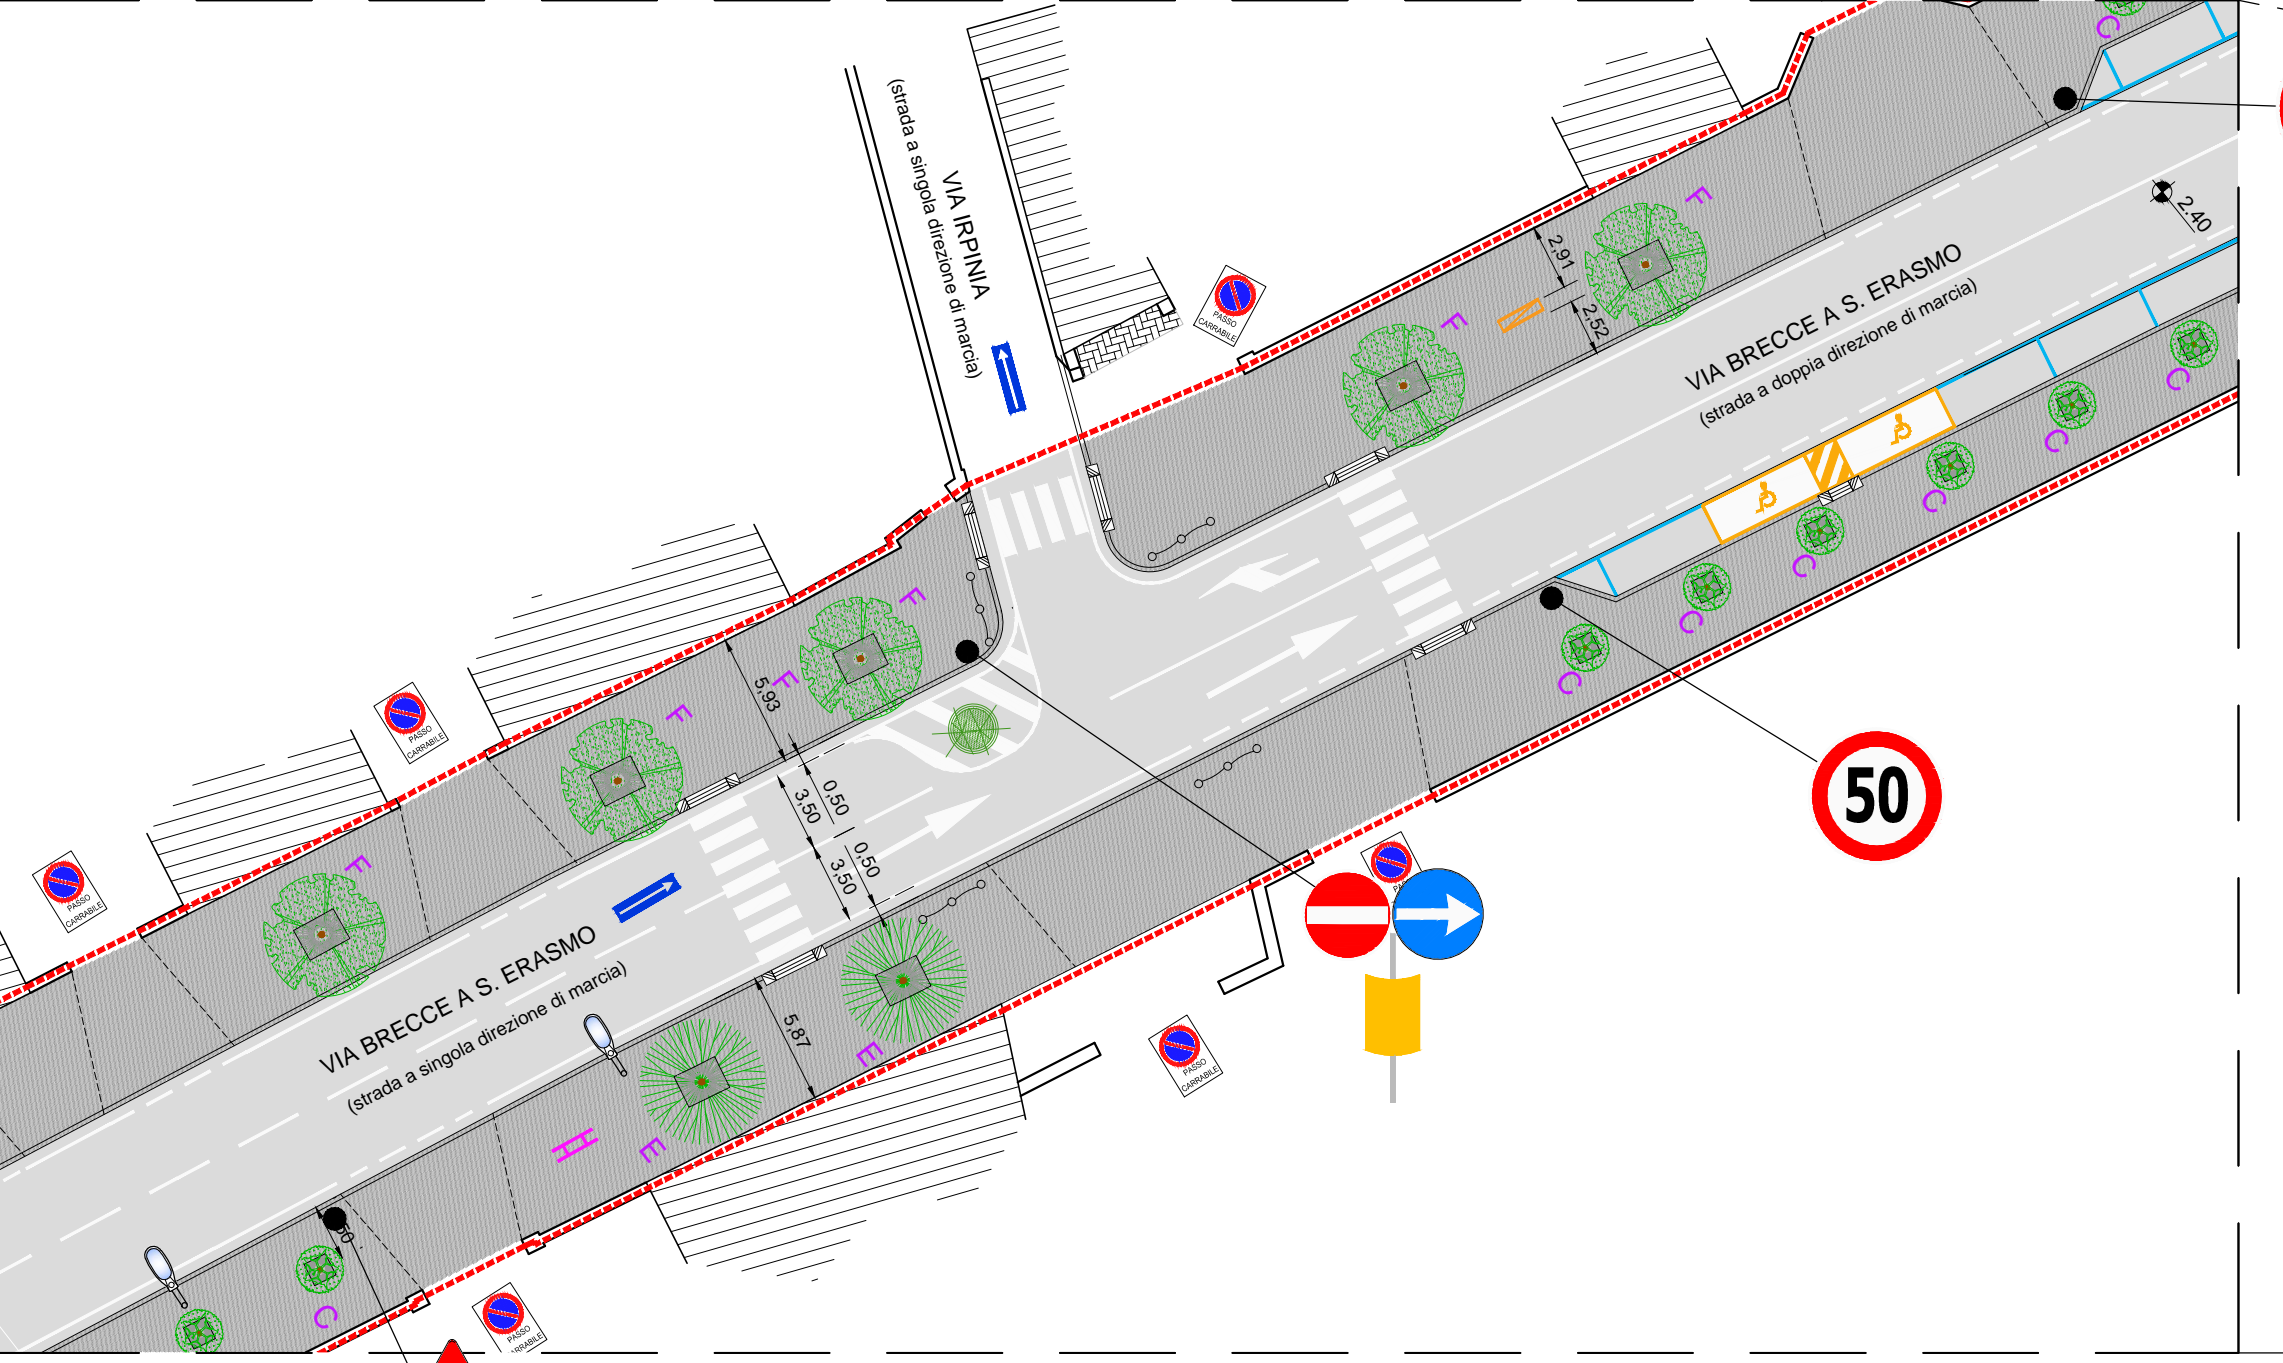 VIA IRPINIA
(strada a singola direzione di marcia)
PASSO
CARRABILE
F
2,91
F
2,52
VIA BRECCE A S. ERASMO
(strada a doppia direzione di marcia)
2.40
C
C
C
C
C
C
C
C
F
F
F
5,93
PASSO
CARRABILE
0,50
3,50
0,50
3,50
50
PASSO
CARRABILE
F
VIA BRECCE A S. ERASMO
(strada a singola direzione di marcia)
5,87
E
E
H
PASSO
CARRABILE
C
PASSO